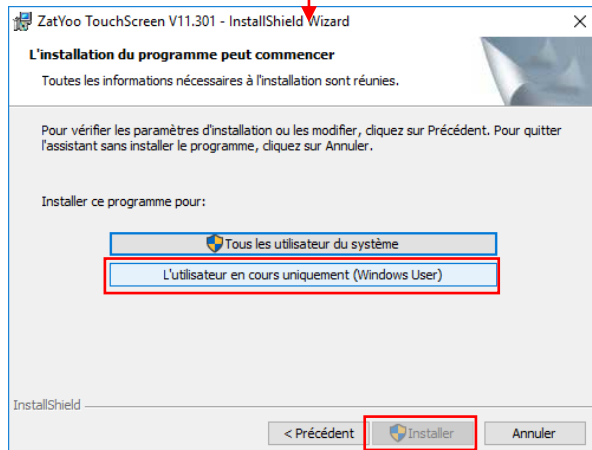 ZatYoo TouchScreen V11.301 - InstallShield Wizard
L'installation du programme peut commencer
Toutes les informations nécessaires à l'installation sont réunies.
Pour vérifier les paramètres d'installation ou les modifier, cliquez sur Précédent. Pour quitter
l'assistant sans installer le programme, cliquez sur Annuler.
Installer ce programme pour:
Tous les utilisateur du système
L'utilisateur en cours uniquement (Windows User)
InstallShield
< Précédent
Installer
Annuler